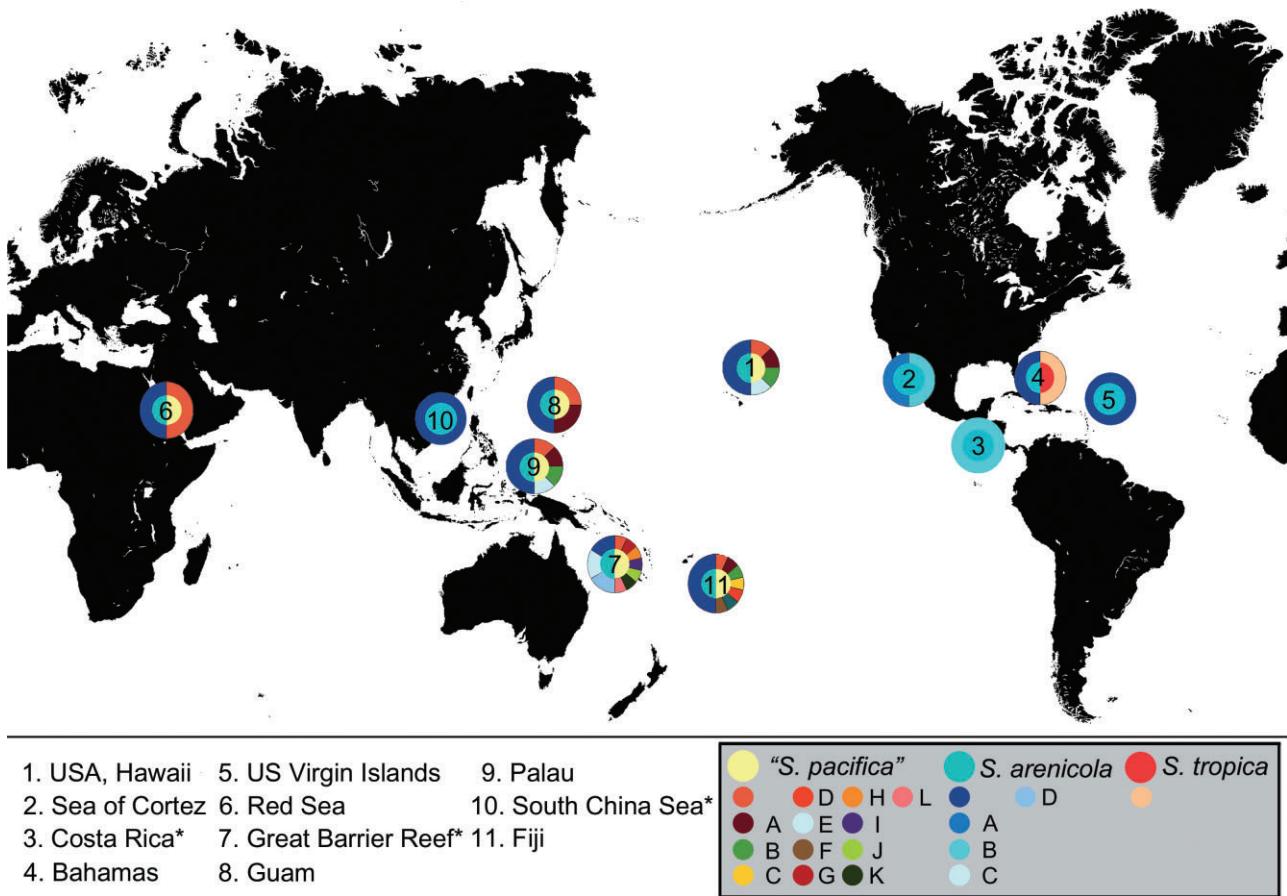 1
2
3
4
5
6
7
8
9
10
11
1. USA, Hawaii
2. Sea of Cortez
3. Costa Rica*
4. Bahamas
5. US Virgin Islands
6. Red Sea
7. Great Barrier Reef*
8. Guam
9. Palau
10. South China Sea*
11. Fiji
"S. pacifica" S. arenicola S. tropica
D H L D
A E I A
B F J B
C G K C